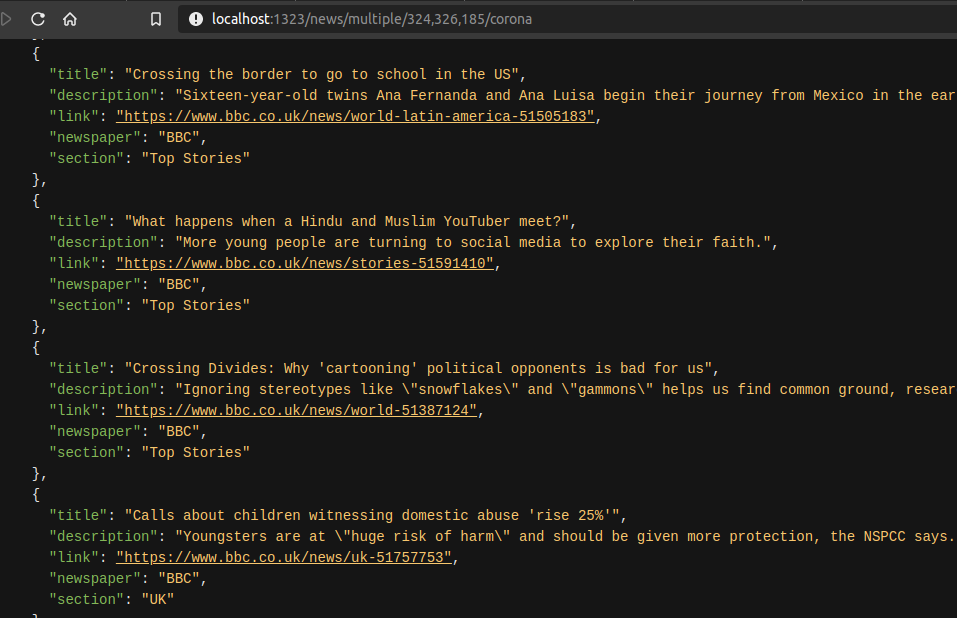 localhost:1323/news/multiple/324,326,185/corona
},
{
"title": "Crossing the border to go to school in the US",
"description": "Sixteen-year-old twins Ana Fernanda and Ana Luisa begin their journey from Mexico in the ear
"link": "https://www.bbc.co.uk/news/world-latin-america-51505183",
"newspaper": "BBC",
"section": "Top Stories"
},
{
"title": "What happens when a Hindu and Muslim YouTuber meet?",
"description": "More young people are turning to social media to explore their faith.",
"link": "https://www.bbc.co.uk/news/stories-51591410",
"newspaper": "BBC",
"section": "Top Stories"
},
{
"title": "Crossing Divides: Why 'cartooning' political opponents is bad for us",
"description": "Ignoring stereotypes like \"snowflakes\" and \"gammons\" helps us find common ground, resear
"link": "https://www.bbc.co.uk/news/world-51387124",
"newspaper": "BBC",
"section": "Top Stories"
},
{
"title": "Calls about children witnessing domestic abuse 'rise 25%'",
"description": "Youngsters are at \"huge risk of harm\" and should be given more protection, the NSPCC says.
"link": "https://www.bbc.co.uk/news/uk-51757753",
"newspaper": "BBC",
"section": "UK"